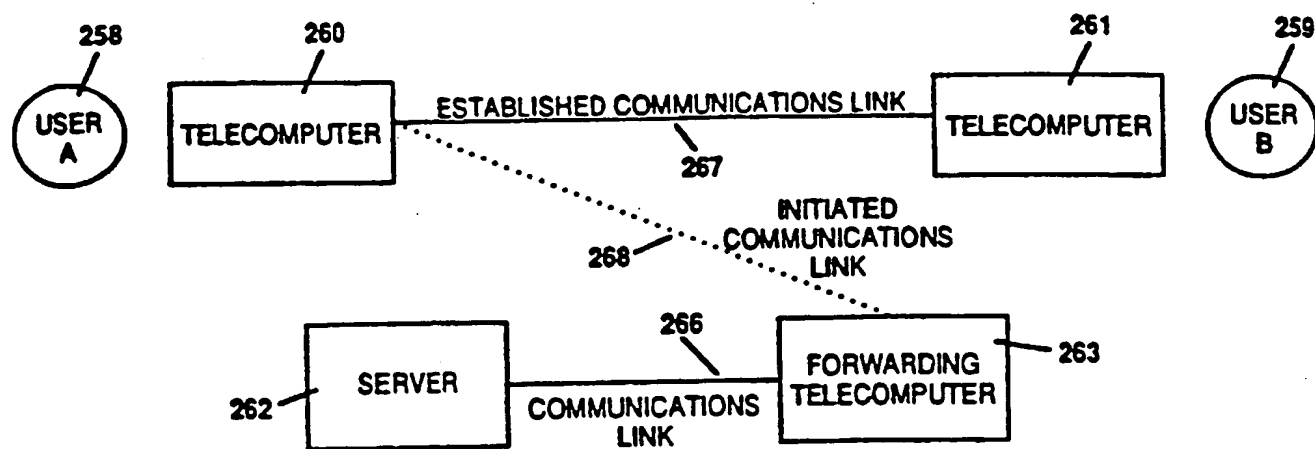 258
260
261
259
USER
A
TELECOMPUTER
ESTABLISHED COMMUNICATIONS LINK
TELECOMPUTER
USER
B
267
INITIATED
COMMUNICATIONS
LINK
268
266
263
262
SERVER
COMMUNICATIONS
LINK
FORWARDING
TELECOMPUTER